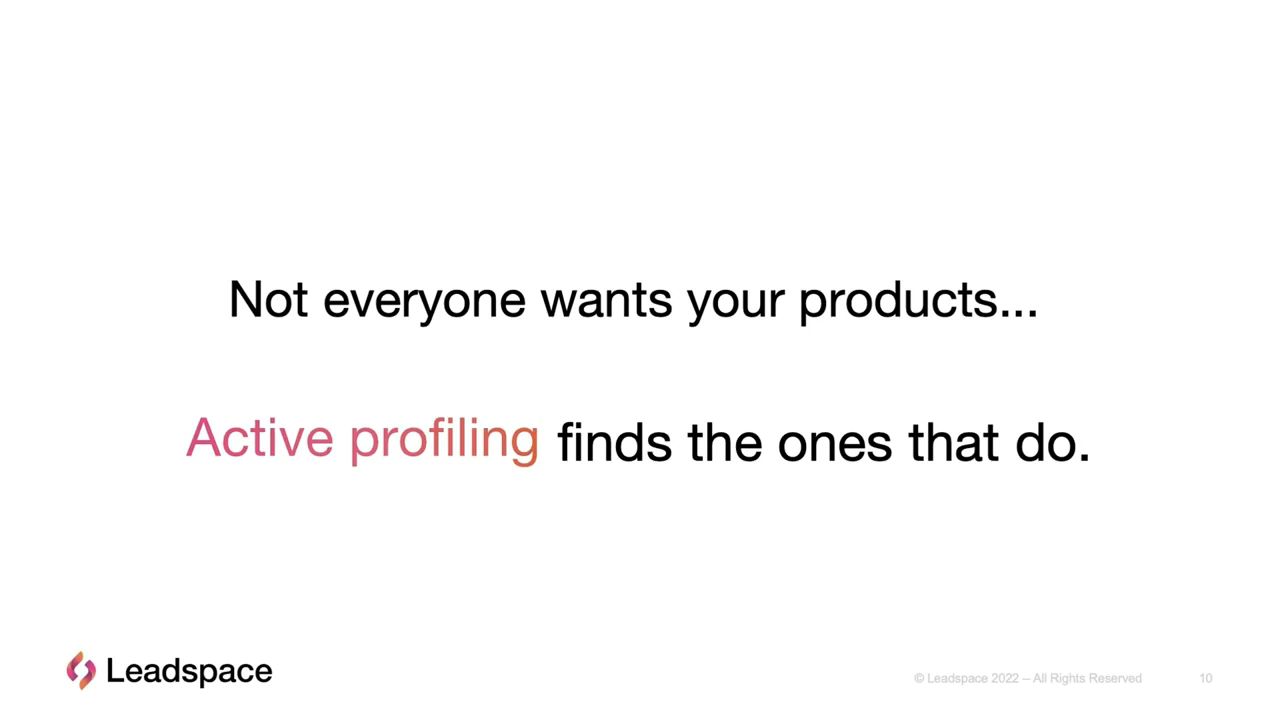 Not everyone wants your products...
Active profiling finds the ones that do.
Leadspace
© Leadspace 2022 – All Rights Reserved 10